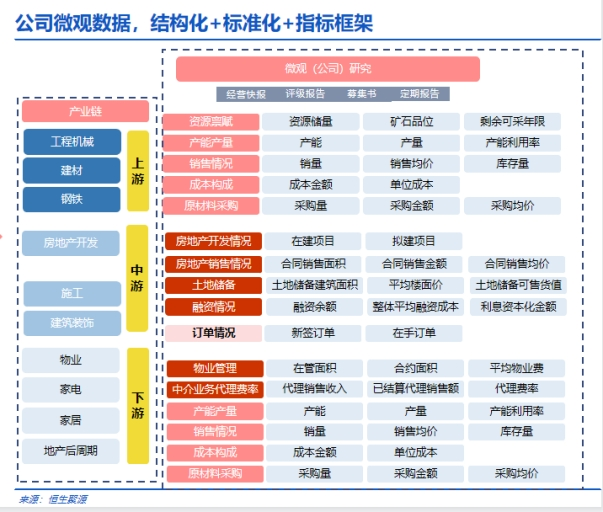 公司微观数据，结构化+标准化+指标框架
微观（公司）研究
经营快报 评级报告 募集书 定期报告
产业链
工程机械
建材
钢铁
上游
房地产开发
施工
建筑装饰
中游
物业
家电
家居
地产后周期
下游
资源禀赋 资源储量 矿石品位 剩余可采年限
产能产量 产能 产量 产能利用率
销售情况 销量 销售均价 库存量
成本构成 成本金额 单位成本
原材料采购 采购量 采购金额 采购均价
房地产开发情况 在建项目 拟建项目
房地产销售情况 合同销售面积 合同销售金额 合同销售均价
土地储备 土地储备建筑面积 平均楼面价 土地储备可售货值
融资情况 融资余额 整体平均融资成本 利息资本化金额
订单情况 新签订单 在手订单
物业管理 在管面积 合约面积 平均物业费
中介业务代理费率 代理销售收入 已结算代理销售额 代理费率
产能产量 产能 产量 产能利用率
销售情况 销量 销售均价 库存量
成本构成 成本金额 单位成本
原材料采购 采购量 采购金额 采购均价
来源：恒生聚源